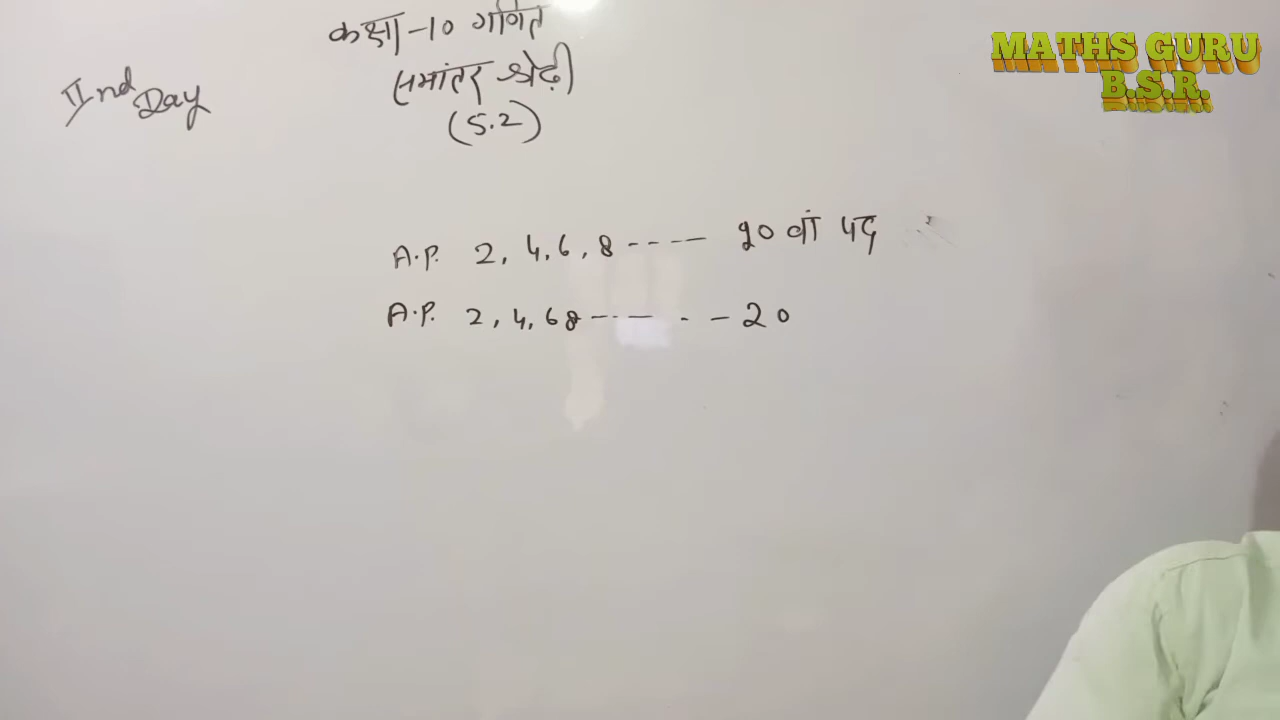 कक्षा -10 गणित
समांतर श्रेढ़ी
(5.2)
IInd Day
MATHS GURU
B.S.R.
A.P. 2, 4, 6, 8 ---- 20 वां पद
A.P. 2, 4, 6 8 --- - - 20